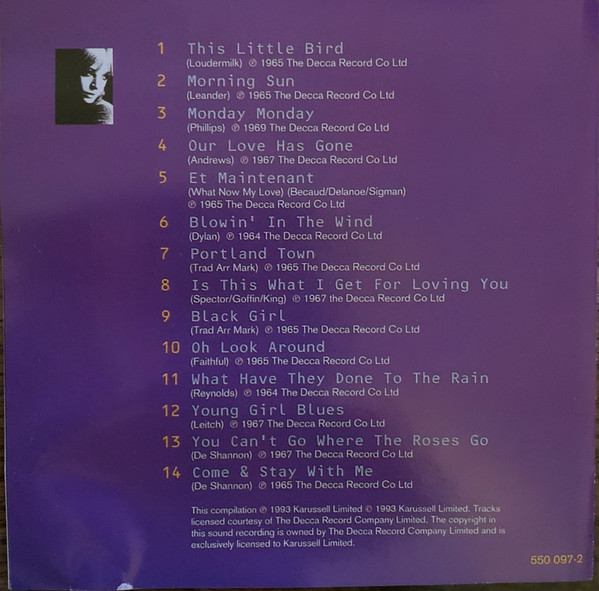 1 This Little Bird
(Loudermilk) ℗ 1965 The Decca Record Co Ltd
2 Morning Sun
(Leander) ℗ 1965 The Decca Record Co Ltd
3 Monday Monday
(Phillips) ℗ 1969 The Decca Record Co Ltd
4 Our Love Has Gone
(Andrews) ℗ 1967 The Decca Record Co Ltd
5 Et Maintenant
(What Now My Love) (Becaud/Delanoe/Sigman)
℗ 1965 The Decca Record Co Ltd
6 Blowin' In The Wind
(Dylan) ℗ 1964 The Decca Record Co Ltd
7 Portland Town
(Trad Arr Mark) ℗ 1965 The Decca Record Co Ltd
8 Is This What I Get For Loving You
(Spector/Goffin/King) ℗ 1967 the Decca Record Co Ltd
9 Black Girl
(Trad Arr Mark) ℗ 1965 The Decca Record Co Ltd
10 Oh Look Around
(Faithful) ℗ 1965 The Decca Record Co Ltd
11 What Have They Done To The Rain
(Reynolds) ℗ 1964 The Decca Record Co Ltd
12 Young Girl Blues
(Leitch) ℗ 1967 The Decca Record Co Ltd
13 You Can't Go Where The Roses Go
(De Shannon) ℗ 1967 The Decca Record Co Ltd
14 Come & Stay With Me
(De Shannon) ℗ 1965 The Decca Record Co Ltd
This compilation ℗ 1993 Karussell Limited © 1993 Karussell Limited. Tracks
licensed courtesy of The Decca Record Company Limited. The copyright in
this sound recording is owned by The Decca Record Company Limited and is
exclusively licensed to Karussell Limited.
550 097-2